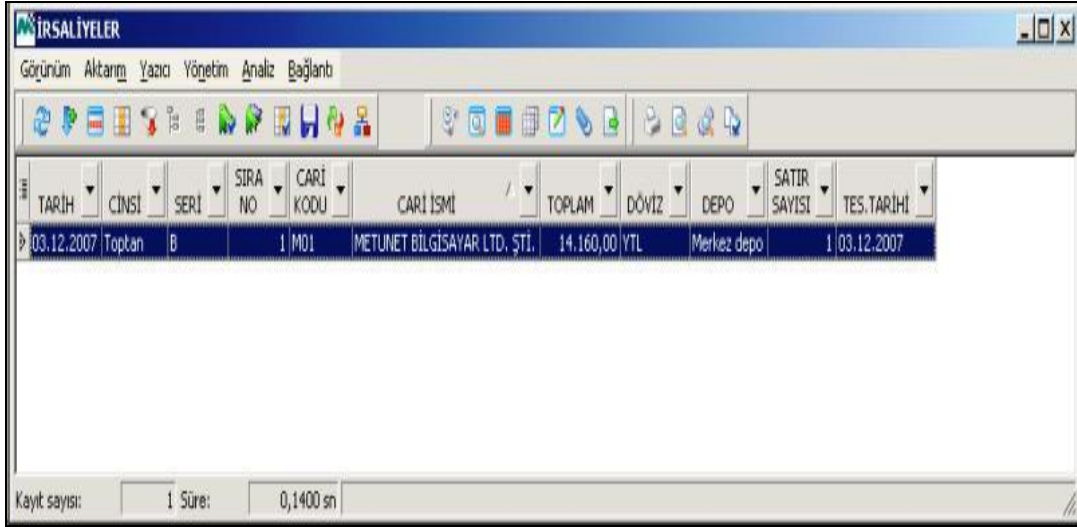 İRSALİYELER
Görünüm Aktarım Yazıcı Yönetim Analiz Bağlantı
TARİH CİNSİ SERİ SIRA NO CARİ KODU CARİ İSMİ TOPLAM DÖVİZ DEPO SATIR SAYISI TES.TARİHİ
03.12.2007 Toptan B 1 M01 METUNET BİLGİSAYAR LTD. ŞTİ. 14.160,00 YTL Merkez depo 1 03.12.2007
Kayıt sayısı: 1 Süre: 0,1400 sn